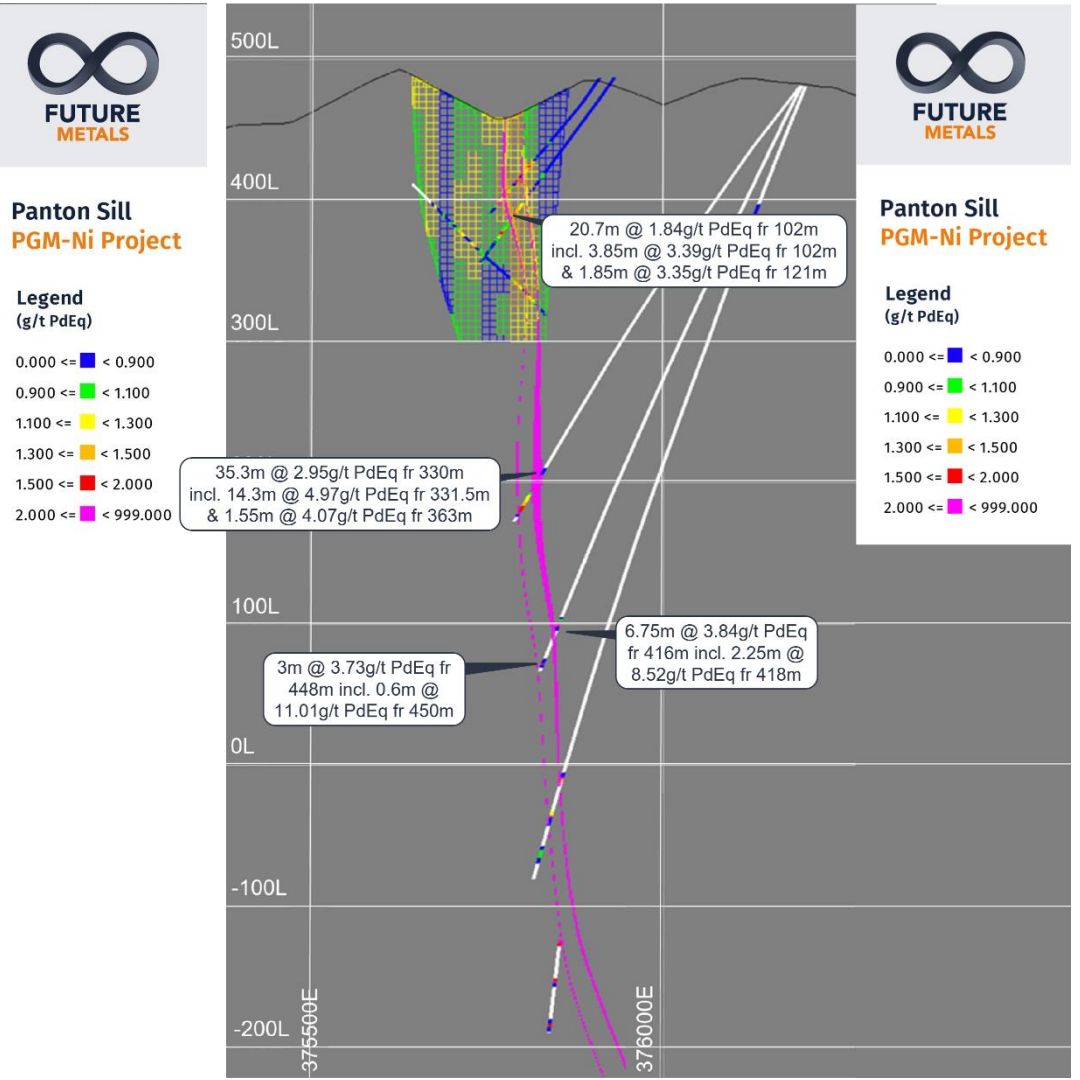 FUTURE
METALS
Panton Sill
PGM-Ni Project
Legend
(g/t PdEq)
0.000 <= < 0.900
0.900 <= < 1.100
1.100 <= < 1.300
1.300 <= < 1.500
1.500 <= < 2.000
2.000 <= < 999.000
500L
400L
300L
100L
0L
-100L
-200L
375500E
376000E
20.7m @ 1.84g/t PdEq fr 102m
incl. 3.85m @ 3.39g/t PdEq fr 102m
& 1.85m @ 3.35g/t PdEq fr 121m
35.3m @ 2.95g/t PdEq fr 330m
incl. 14.3m @ 4.97g/t PdEq fr 331.5m
& 1.55m @ 4.07g/t PdEq fr 363m
6.75m @ 3.84g/t PdEq
fr 416m incl. 2.25m @
8.52g/t PdEq fr 418m
3m @ 3.73g/t PdEq fr
448m incl. 0.6m @
11.01g/t PdEq fr 450m
FUTURE
METALS
Panton Sill
PGM-Ni Project
Legend
(g/t PdEq)
0.000 <= < 0.900
0.900 <= < 1.100
1.100 <= < 1.300
1.300 <= < 1.500
1.500 <= < 2.000
2.000 <= < 999.000